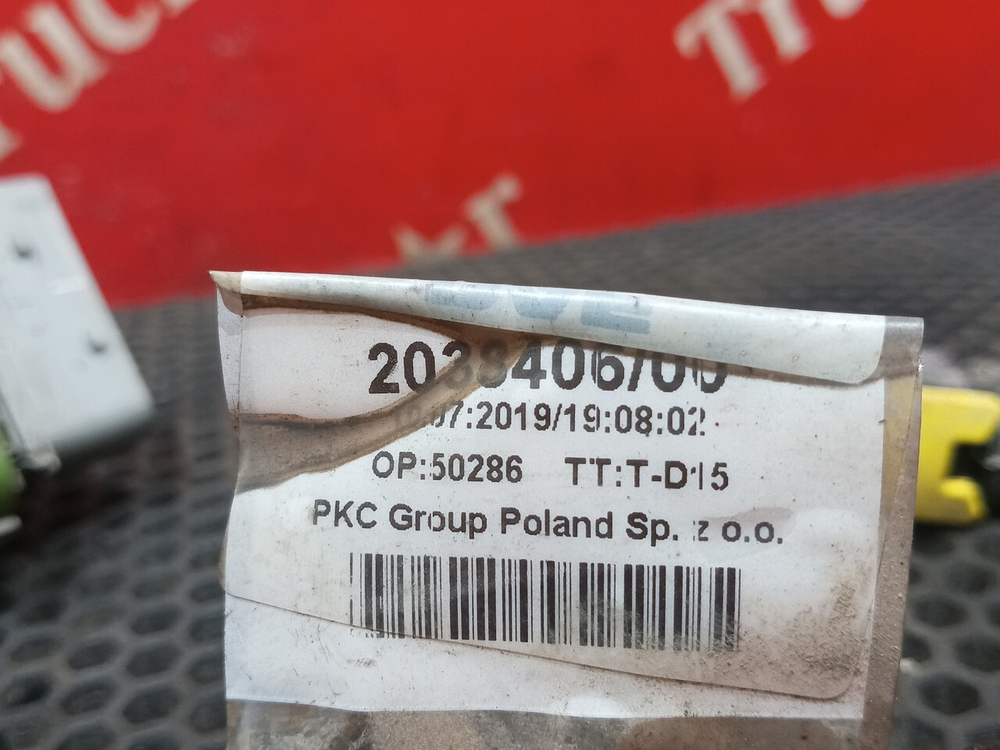 2038406/00
07:2019/19:08:02
OP:50286 TT:T-D15
PKC Group Poland Sp. z o.o.